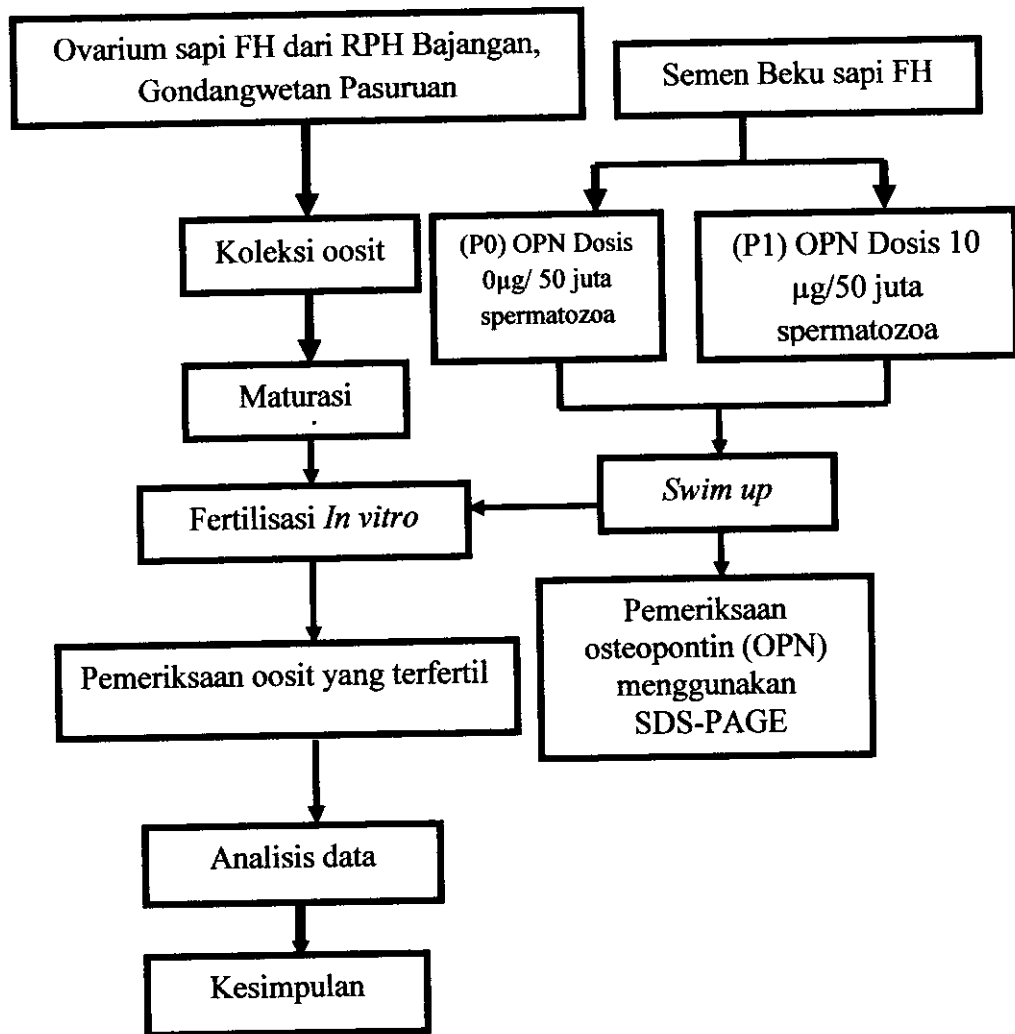 Ovarium sapi FH dari RPH Bajangan,
Gondangwetan Pasuruan
Semen Beku sapi FH
Koleksi oosit
(P0) OPN Dosis
0µg/ 50 juta
spermatozoa
(P1) OPN Dosis 10
µg/50 juta
spermatozoa
Maturasi
Swim up
Fertilisasi In vitro
Pemeriksaan
osteopontin (OPN)
menggunakan
SDS-PAGE
Pemeriksaan oosit yang terfertil
Analisis data
Kesimpulan